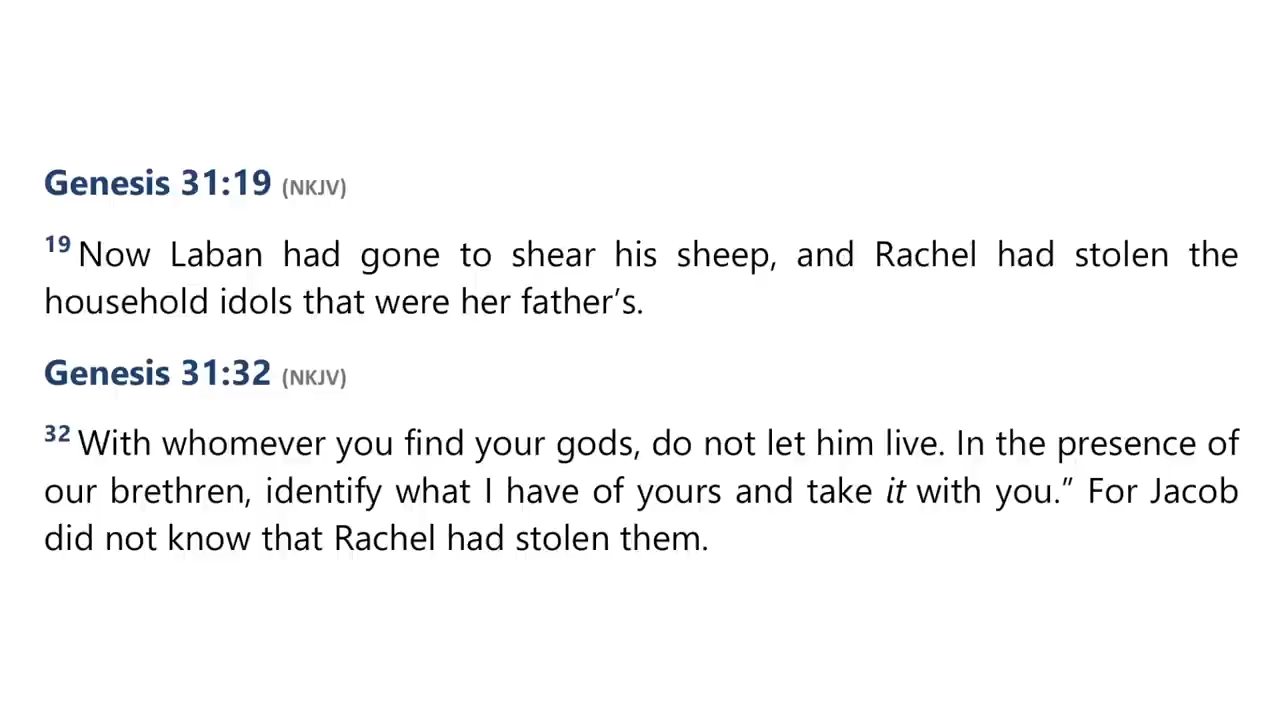 Genesis 31:19 (NKJV)
19 Now Laban had gone to shear his sheep, and Rachel had stolen the
household idols that were her father’s.
Genesis 31:32 (NKJV)
32 With whomever you find your gods, do not let him live. In the presence of
our brethren, identify what I have of yours and take it with you.” For Jacob
did not know that Rachel had stolen them.